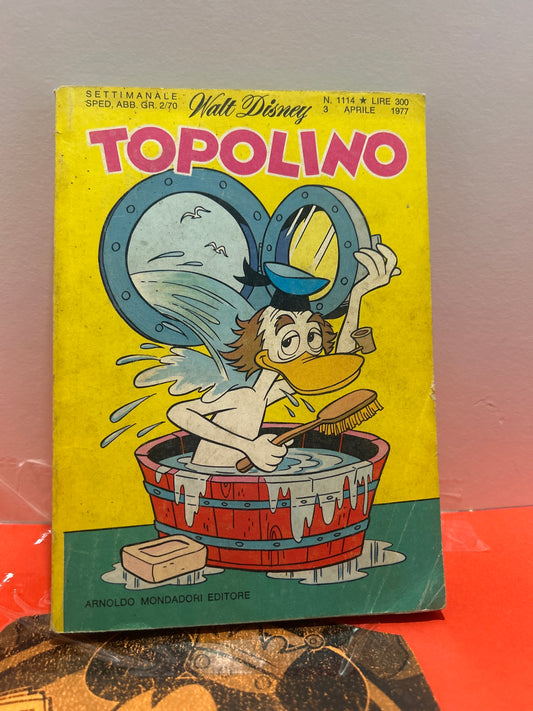 SETTIMANALE
SPED. ABB. GR. 2/70
Walt Disney
N. 1114 ★ LIRE 300
3 APRILE 1977
TOPOLINO
ARNOLDO MONDADORI EDITORE